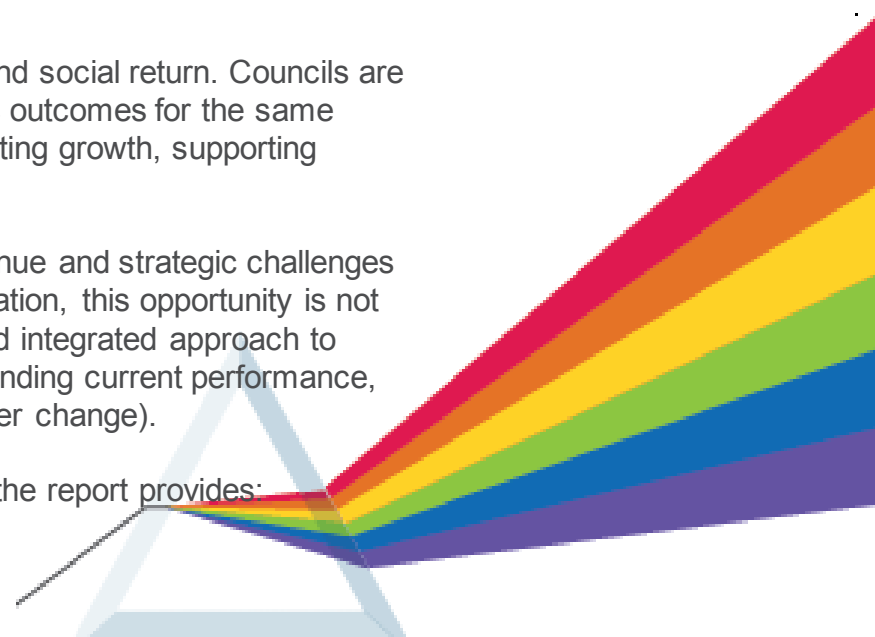 nd social return. Councils are
outcomes for the same
ting growth, supporting
nue and strategic challenges
ation, this opportunity is not
d integrated approach to
nding current performance,
er change).
the report provides: